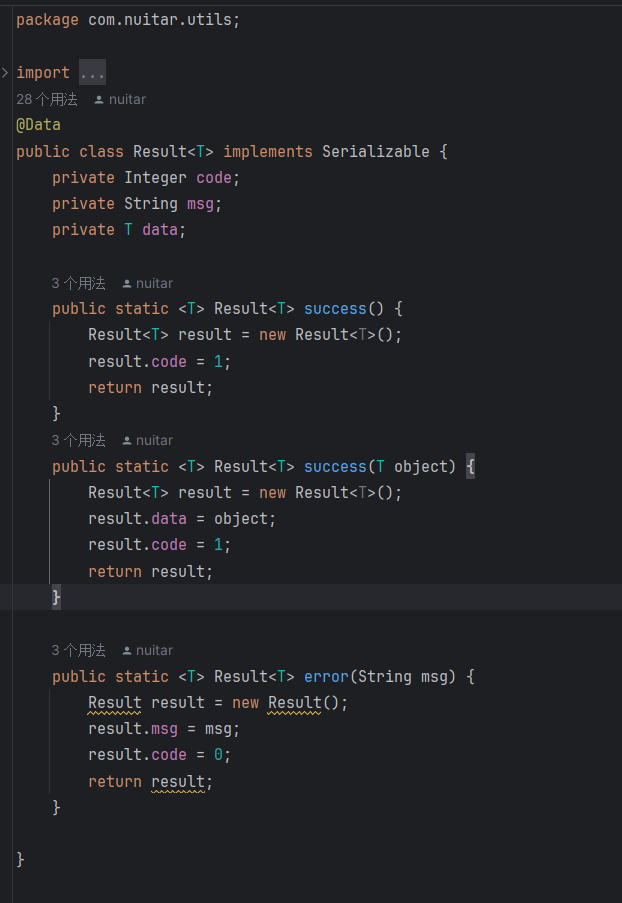 package com.nuitar.utils;
import ...
28 个用法 nuitar
@Data
public class Result<T> implements Serializable {
    private Integer code;
    private String msg;
    private T data;
    3 个用法 nuitar
    public static <T> Result<T> success() {
        Result<T> result = new Result<T>();
        result.code = 1;
        return result;
    }
    3 个用法 nuitar
    public static <T> Result<T> success(T object) {
        Result<T> result = new Result<T>();
        result.data = object;
        result.code = 1;
        return result;
    }
    3 个用法 nuitar
    public static <T> Result<T> error(String msg) {
        Result result = new Result();
        result.msg = msg;
        result.code = 0;
        return result;
    }
}